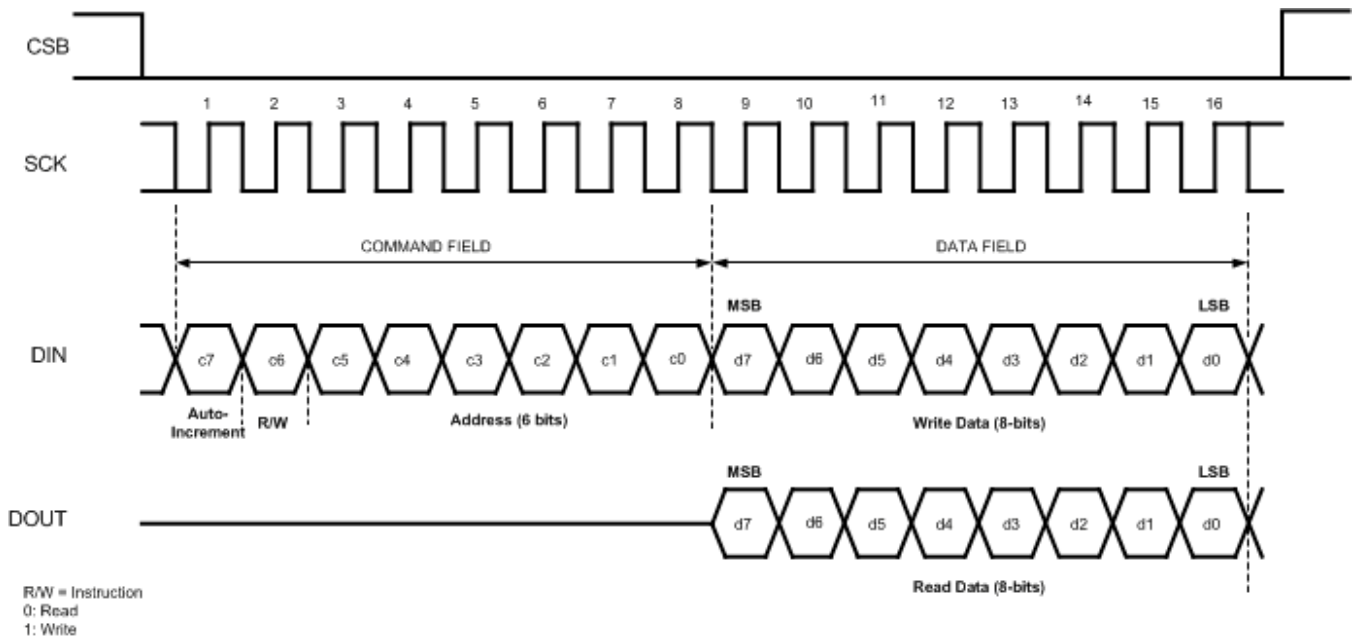 CSB
1 2 3 4 5 6 7 8 9 10 11 12 13 14 15 16
SCK
COMMAND FIELD DATA FIELD
MSB LSB
DIN c7 c6 c5 c4 c3 c2 c1 c0 d7 d6 d5 d4 d3 d2 d1 d0
Auto-
Increment R/W Address (6 bits) Write Data (8-bits)
MSB LSB
DOUT d7 d6 d5 d4 d3 d2 d1 d0
Read Data (8-bits)
R/W = Instruction
0: Read
1: Write